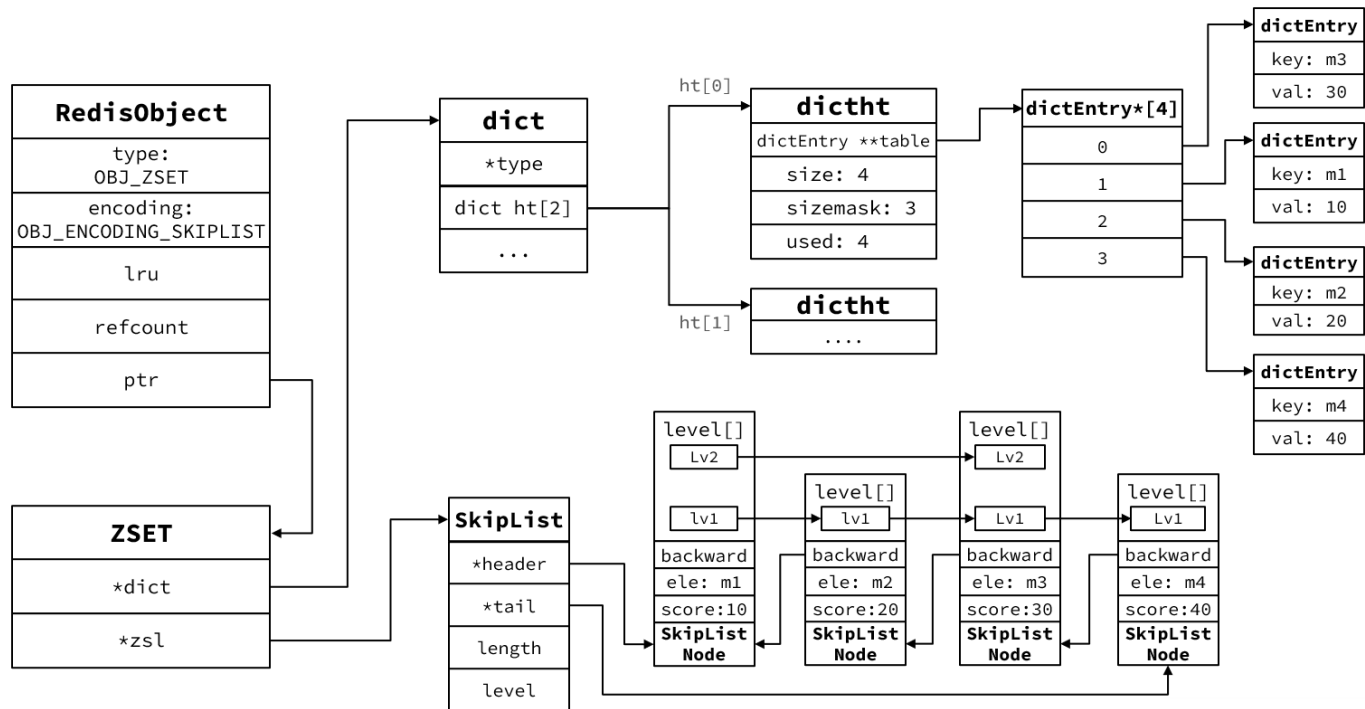 RedisObject
type:
OBJ_ZSET
encoding:
OBJ_ENCODING_SKIPLIST
lru
refcount
ptr
ZSET
*dict
*zsl
dict
*type
dict ht[2]
...
ht[0]
ht[1]
dictht
dictEntry **table
size: 4
sizemask: 3
used: 4
dictht
....
dictEntry*[4]
0
1
2
3
dictEntry
key: m3
val: 30
dictEntry
key: m1
val: 10
dictEntry
key: m2
val: 20
dictEntry
key: m4
val: 40
SkipList
*header
*tail
length
level
level[]
Lv2
lv1
backward
ele: m1
score:10
SkipList
Node
level[]
lv1
backward
ele: m2
score:20
SkipList
Node
level[]
Lv2
Lv1
backward
ele: m3
score:30
SkipList
Node
level[]
Lv1
backward
ele: m4
score:40
SkipList
Node